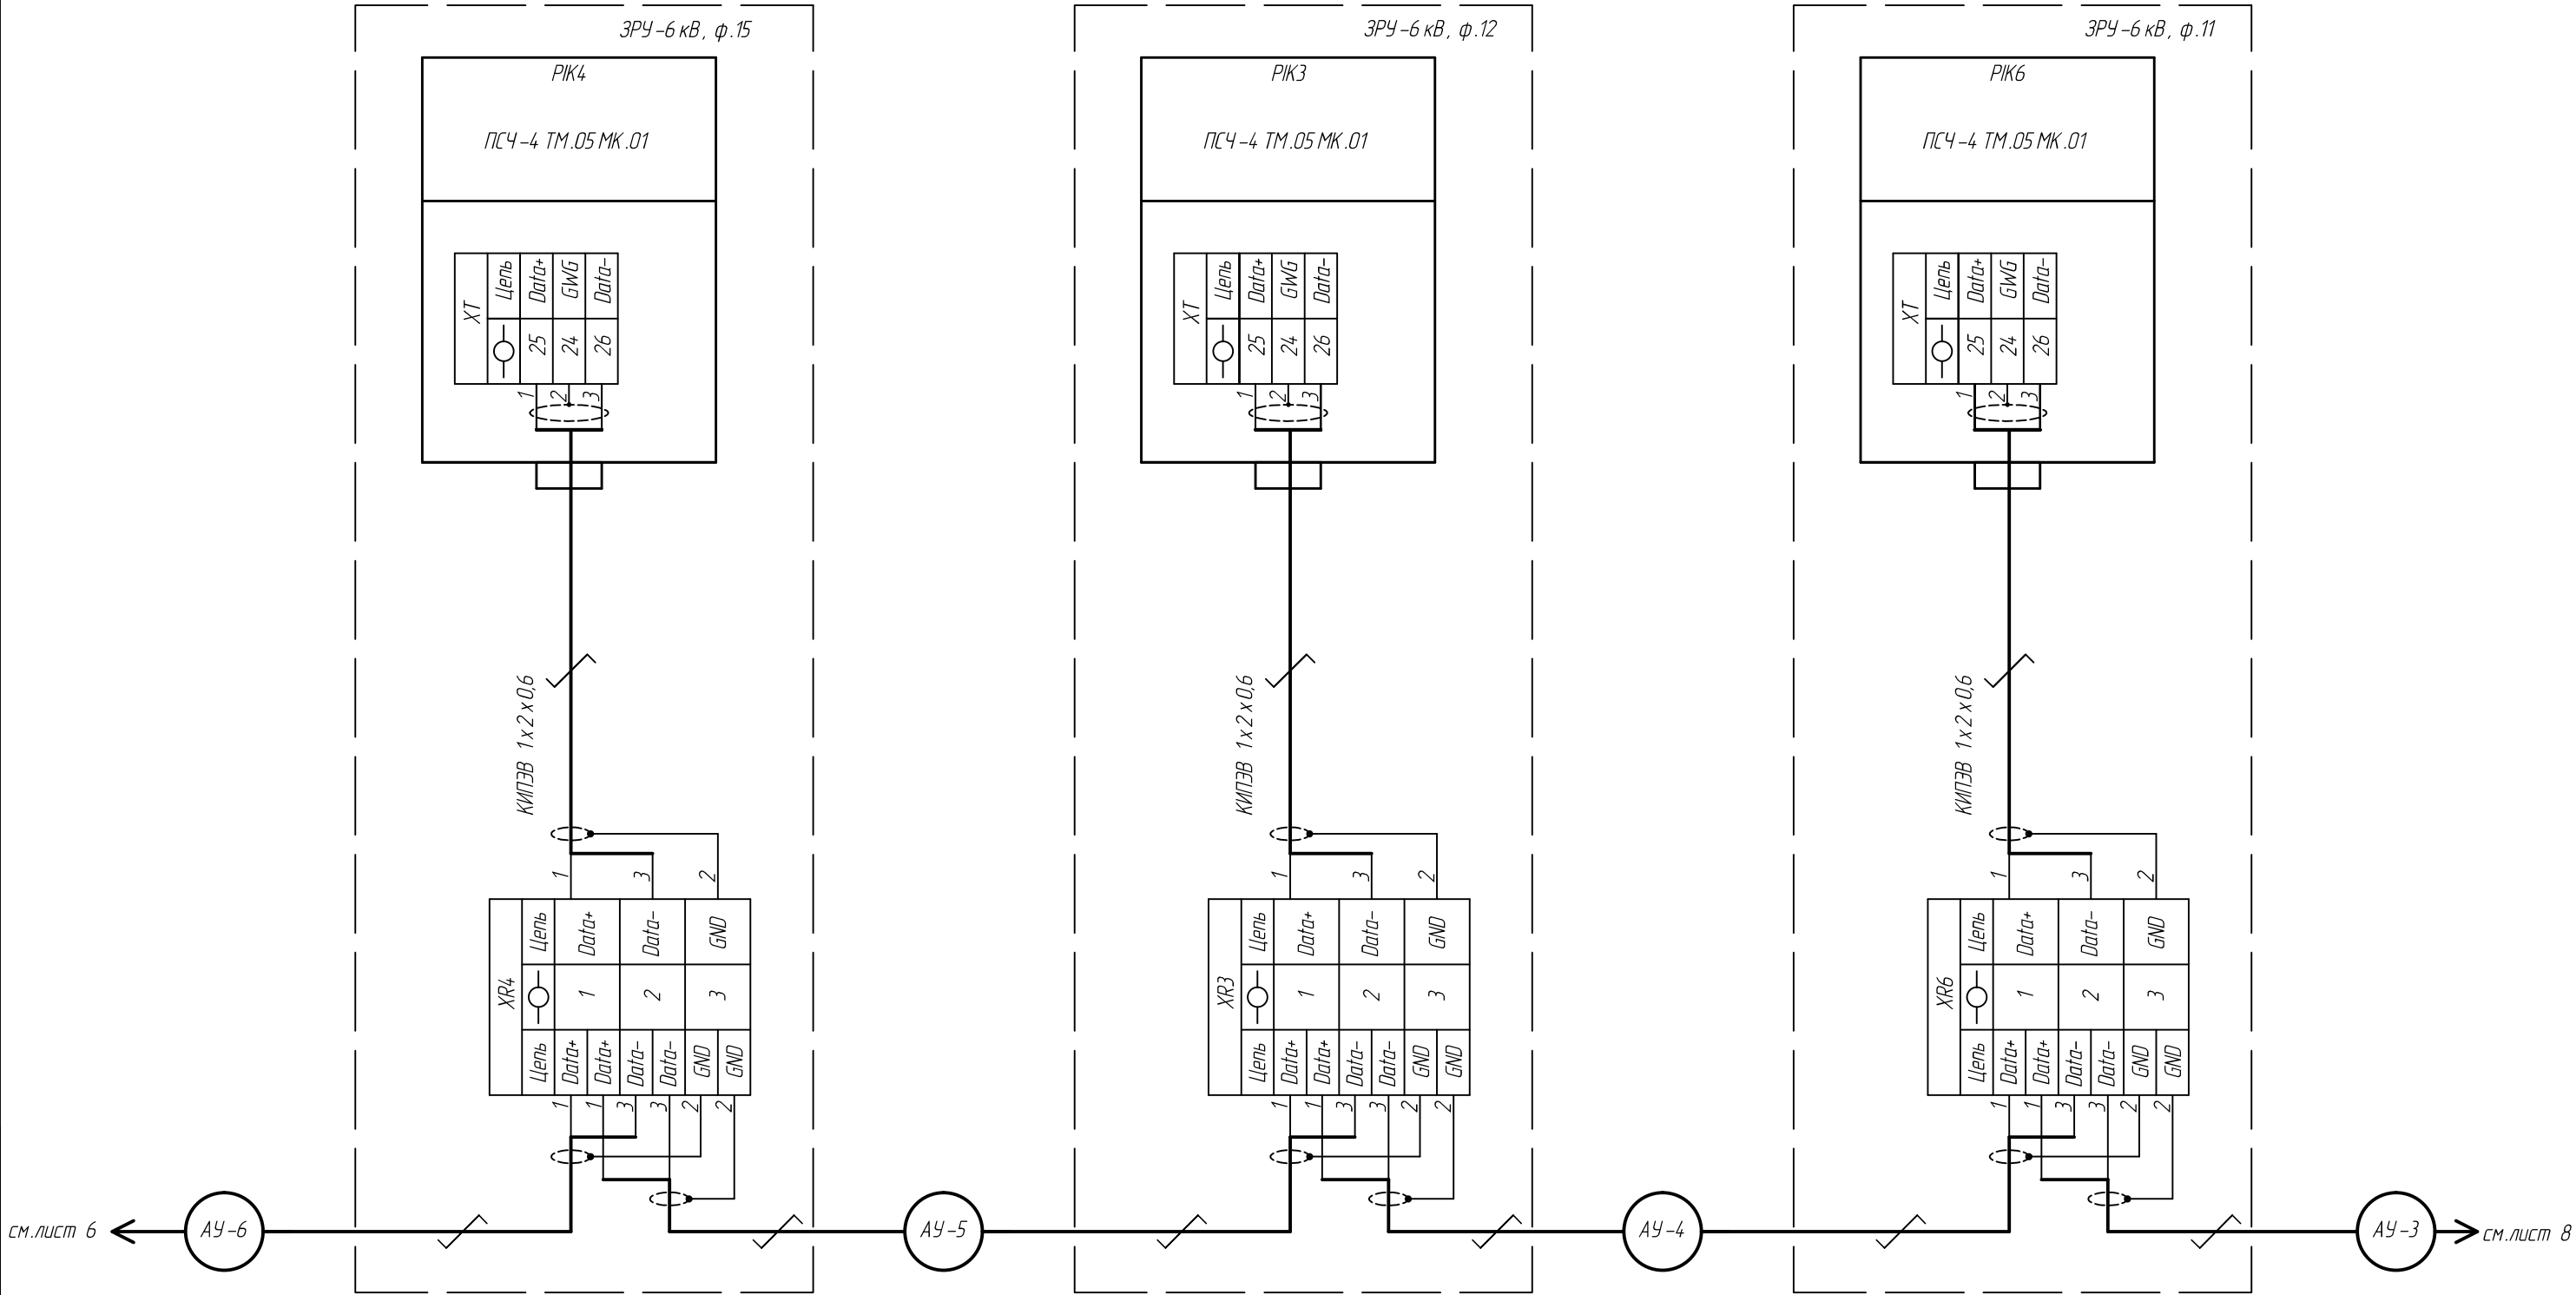 ЗРУ-6 кВ, ф.15
PIK4
ПСЧ-4 ТМ.05 МК.01
XT
Цепь
Data+
GWG
Data-
25
24
26
1
2
3
КИПЭВ 1x2x0,6
1
3
2
XR4
Цепь
Data+
Data-
GND
1
2
3
Цепь
Data+
Data+
Data-
Data-
GND
GND
1
1
3
3
2
2
ЗРУ-6 кВ, ф.12
PIK3
ПСЧ-4 ТМ.05 МК.01
XT
Цепь
Data+
GWG
Data-
25
24
26
1
2
3
КИПЭВ 1x2x0,6
1
3
2
XR3
Цепь
Data+
Data-
GND
1
2
3
Цепь
Data+
Data+
Data-
Data-
GND
GND
1
1
3
3
2
2
ЗРУ-6 кВ, ф.11
PIK6
ПСЧ-4 ТМ.05 МК.01
XT
Цепь
Data+
GWG
Data-
25
24
26
1
2
3
КИПЭВ 1x2x0,6
1
3
2
XR6
Цепь
Data+
Data-
GND
1
2
3
Цепь
Data+
Data+
Data-
Data-
GND
GND
1
1
3
3
2
2
см.лист 6
АУ-6
АУ-5
АУ-4
АУ-3
см.лист 8